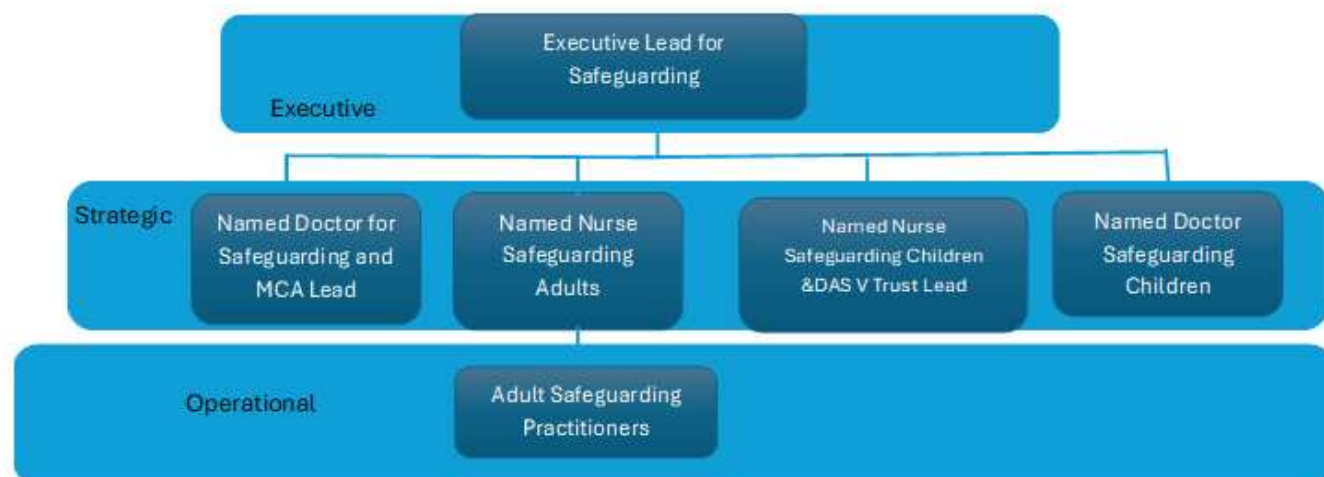 Executive Lead for
Safeguarding
Executive
Strategic
Named Doctor for
Safeguarding and
MCA Lead
Named Nurse
Safeguarding
Adults
Named Nurse
Safeguarding Children
&DAS V Trust Lead
Named Doctor
Safeguarding
Children
Operational
Adult Safeguarding
Practitioners